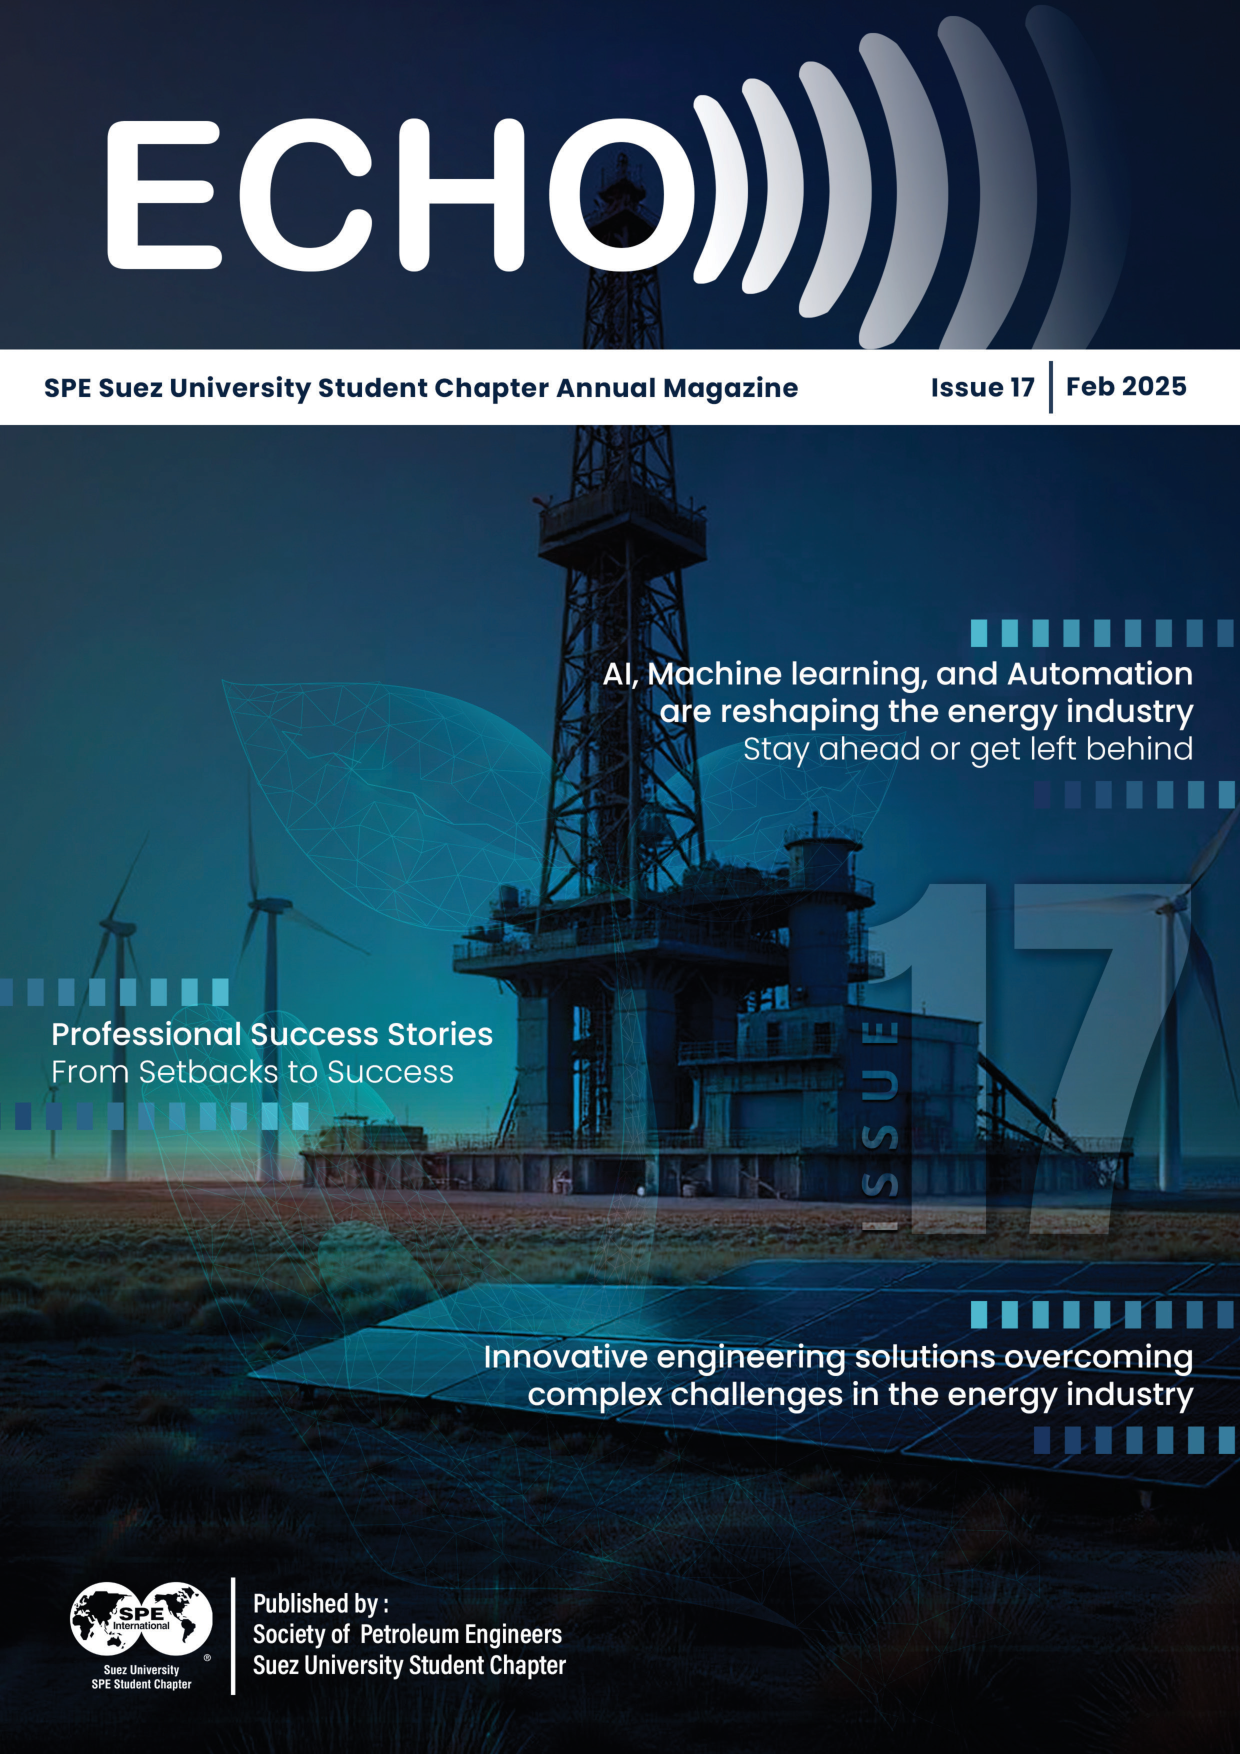 ECHO
SPE Suez University Student Chapter Annual Magazine
Issue 17
Feb 2025
AI, Machine learning, and Automation
are reshaping the energy industry
Stay ahead or get left behind
ISSUE
17
Professional Success Stories
From Setbacks to Success
Innovative engineering solutions overcoming
complex challenges in the energy industry
SPE
International
®
Suez University
SPE Student Chapter
Published by :
Society of Petroleum Engineers
Suez University Student Chapter